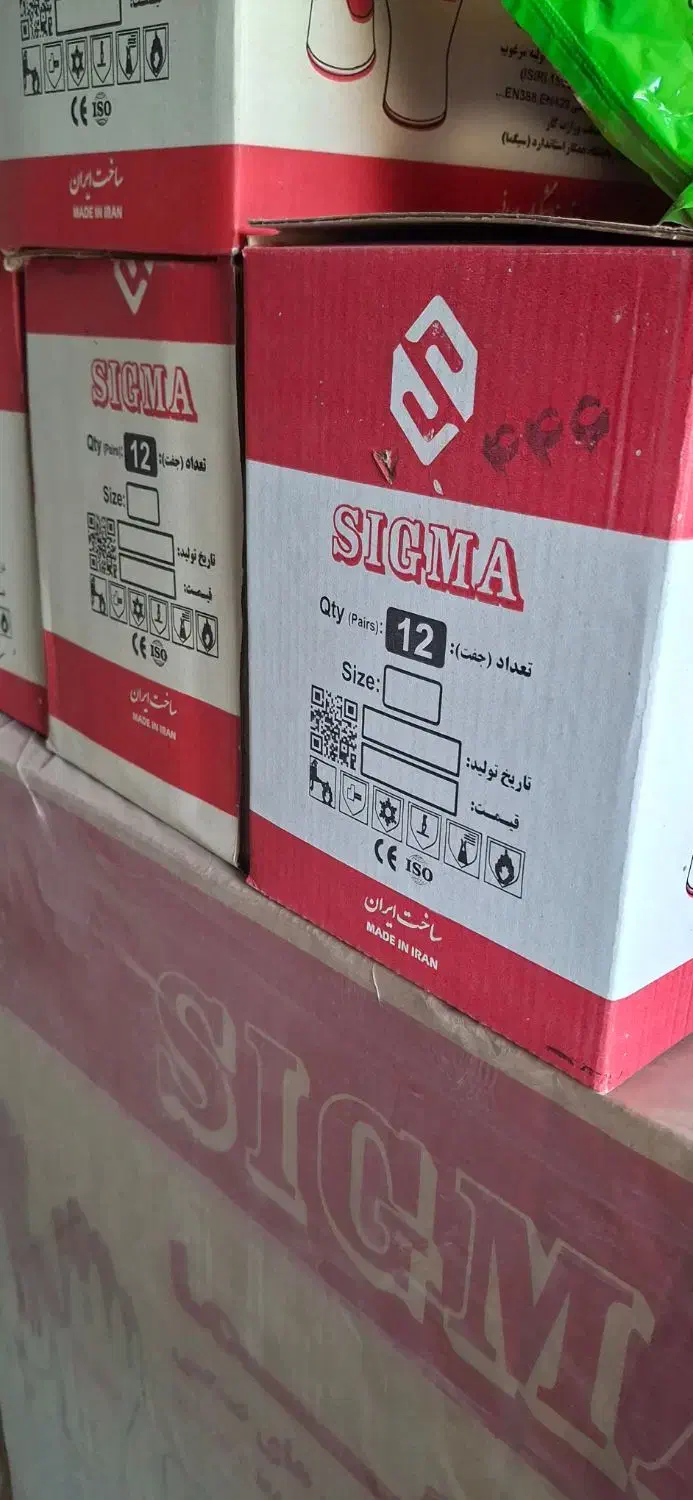 CE ISO
ساخت ایران
MADE IN IRAN
SIGMA
Qty (Pairs): 12 تعداد (جفت):
Size:
تاریخ تولید:
قیمت:
CE ISO
ساخت ایران
MADE IN IRAN
SIGMA
Qty (Pairs): 12 تعداد (جفت):
Size:
تاریخ تولید:
قیمت:
CE ISO
ساخت ایران
MADE IN IRAN
SIGMA